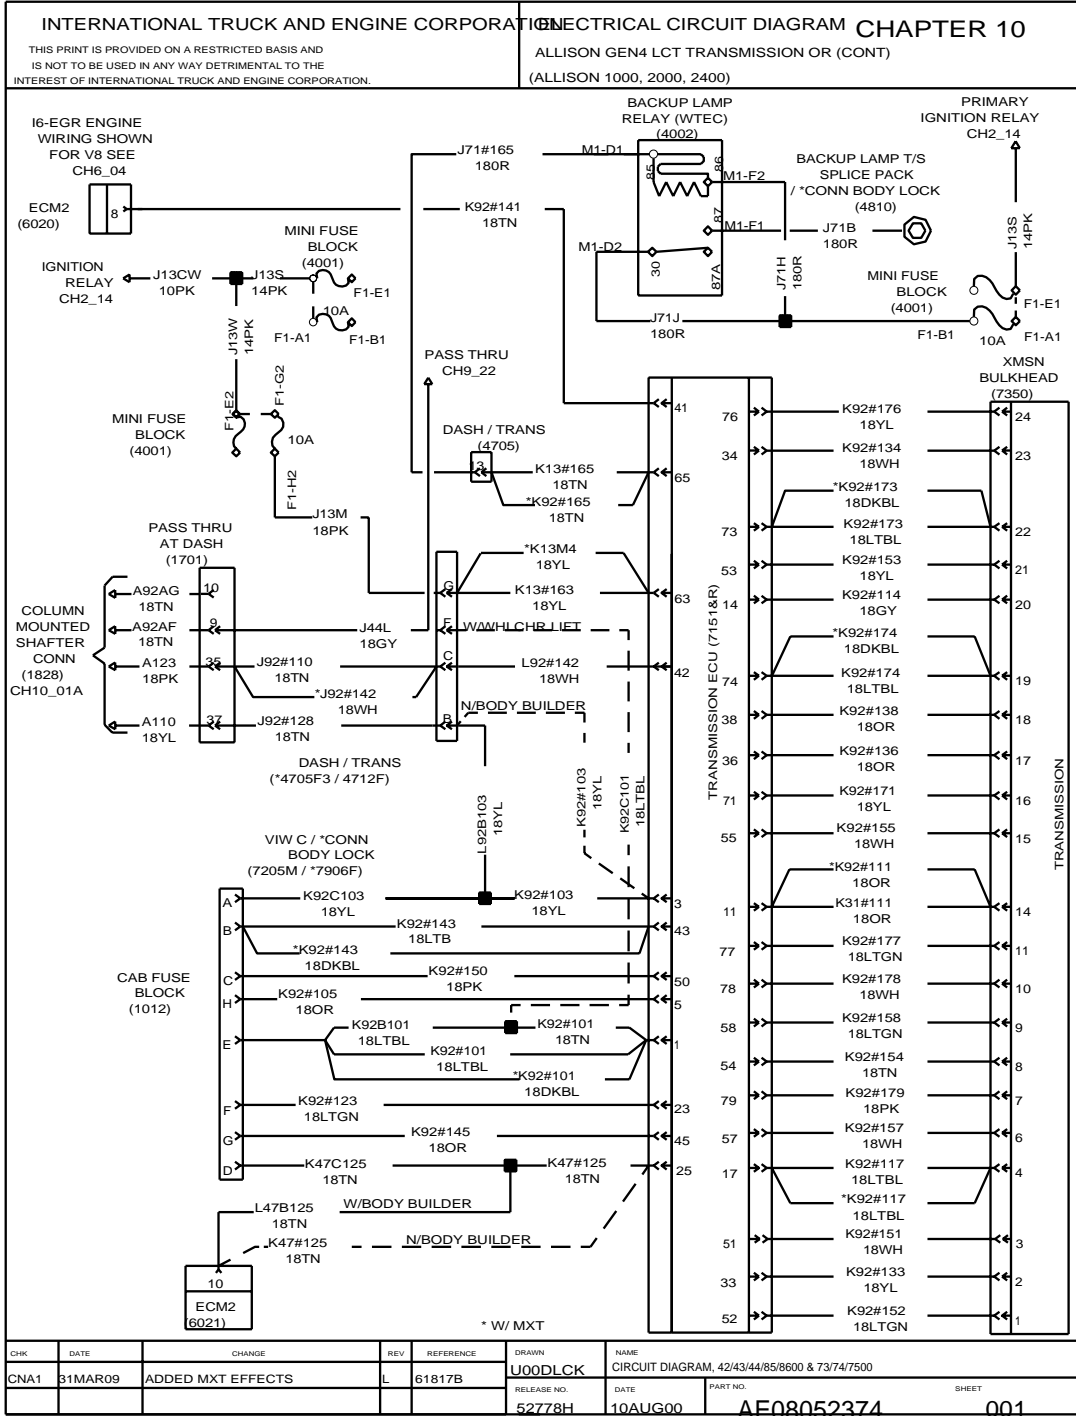 INTERNATIONAL TRUCK AND ENGINE CORPORATION
THIS PRINT IS PROVIDED ON A RESTRICTED BASIS AND
IS NOT TO BE USED IN ANY WAY DETRIMENTAL TO THE
INTEREST OF INTERNATIONAL TRUCK AND ENGINE CORPORATION.
ELECTRICAL CIRCUIT DIAGRAM CHAPTER 10
ALLISON GEN4 LCT TRANSMISSION OR (CONT)
(ALLISON 1000, 2000, 2400)
I6-EGR ENGINE
WIRING SHOWN
FOR V8 SEE
CH6_04
ECM2
(6020)
8
J71#165
180R
K92#141
18TN
BACKUP LAMP
RELAY (WTEC)
(4002)
M1-D1
85
86
M1-F2
87
M1-F1
M1-D2
30
87A
BACKUP LAMP T/S
SPLICE PACK
/ *CONN BODY LOCK
(4810)
J71B
180R
J71H
180R
J71J
180R
PRIMARY
IGNITION RELAY
CH2_14
J13S
14PK
MINI FUSE
BLOCK
(4001)
F1-E1
F1-B1
10A
F1-A1
IGNITION
RELAY
CH2_14
J13CW
10PK
J13S
14PK
MINI FUSE
BLOCK
(4001)
F1-E1
10A
F1-A1
F1-B1
J13W
14PK
F1-E2
F1-G2
MINI FUSE
BLOCK
(4001)
10A
F1-H2
J13M
18PK
PASS THRU
CH9_22
DASH / TRANS
(4705)
13
K13#165
18TN
*K92#165
18TN
PASS THRU
AT DASH
(1701)
COLUMN
MOUNTED
SHAFTER
CONN
(1828)
CH10_01A
A92AG
18TN
10
A92AF
18TN
9
A123
18PK
35
A110
18YL
37
J44L
18GY
J92#110
18TN
*J92#142
18WH
J92#128
18TN
G
F
C
B
*K13M4
18YL
K13#163
18YL
W/WHLCHR LIFT
L92#142
18WH
N/BODY BUILDER
DASH / TRANS
(*4705F3 / 4712F)
L92B103
18YL
K92#103
18YL
K92C101
18LTBL
VIW C / *CONN
BODY LOCK
(7205M / *7906F)
CAB FUSE
BLOCK
(1012)
A
B
C
H
E
F
G
D
K92C103
18YL
K92#103
18YL
K92#143
18LTB
*K92#143
18DKBL
K92#150
18PK
K92#105
18OR
K92B101
18LTBL
K92#101
18TN
K92#101
18LTBL
*K92#101
18DKBL
K92#123
18LTGN
K92#145
18OR
K47C125
18TN
K47#125
18TN
L47B125
18TN
W/BODY BUILDER
K47#125
18TN
N/BODY BUILDER
10
ECM2
(6021)
* W/ MXT
41
65
63
42
3
43
50
5
1
23
45
25
TRANSMISSION ECU (7151&R)
XMSN
BULKHEAD
(7350)
TRANSMISSION
76 K92#176 24
18YL
34 K92#134 23
18WH
*K92#173
18DKBL
73 K92#173 22
18LTBL
53 K92#153 21
18YL
14 K92#114 20
18GY
*K92#174
18DKBL
74 K92#174 19
18LTBL
38 K92#138 18
18OR
36 K92#136 17
18OR
71 K92#171 16
18YL
55 K92#155 15
18WH
*K92#111
18OR
11 K31#111 14
18OR
77 K92#177 11
18LTGN
78 K92#178 10
18WH
58 K92#158 9
18LTGN
54 K92#154 8
18TN
79 K92#179 7
18PK
57 K92#157 6
18WH
17 K92#117 4
18LTBL
*K92#117
18LTBL
51 K92#151 3
18WH
33 K92#133 2
18YL
52 K92#152 1
18LTGN
CHK DATE CHANGE REV REFERENCE
CNA1 31MAR09 ADDED MXT EFFECTS L 61817B
DRAWN
U00DLCK
NAME
CIRCUIT DIAGRAM, 42/43/44/85/8600 & 73/74/7500
RELEASE NO.
52778H
DATE
10AUG00
PART NO.
AE08052374
SHEET
001